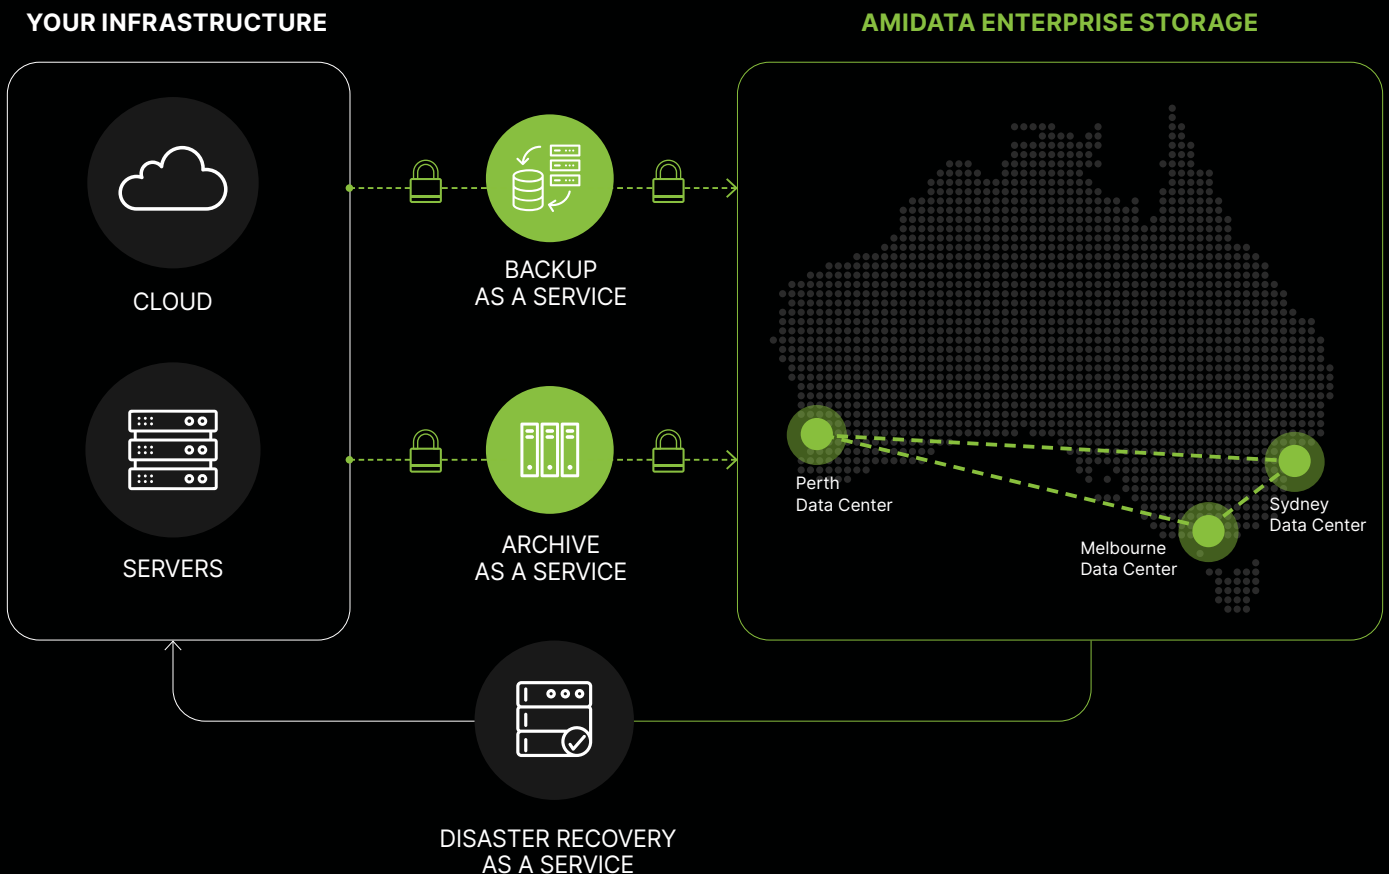 YOUR INFRASTRUCTURE
AMIDATA ENTERPRISE STORAGE
CLOUD
SERVERS
BACKUP
AS A SERVICE
ARCHIVE
AS A SERVICE
Perth
Data Center
Melbourne
Data Center
Sydney
Data Center
DISASTER RECOVERY
AS A SERVICE